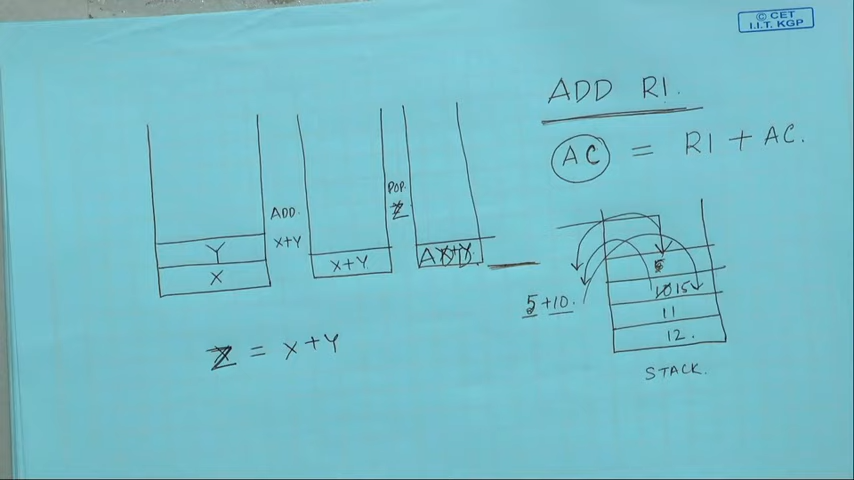 © CET
I.I.T. KGP
ADD R1.
AC = R1 + AC.
Y
X
ADD.
X+Y
X+Y.
POP
Z
A
5
10 15
11
12.
5+10.
STACK.
Z = X+Y